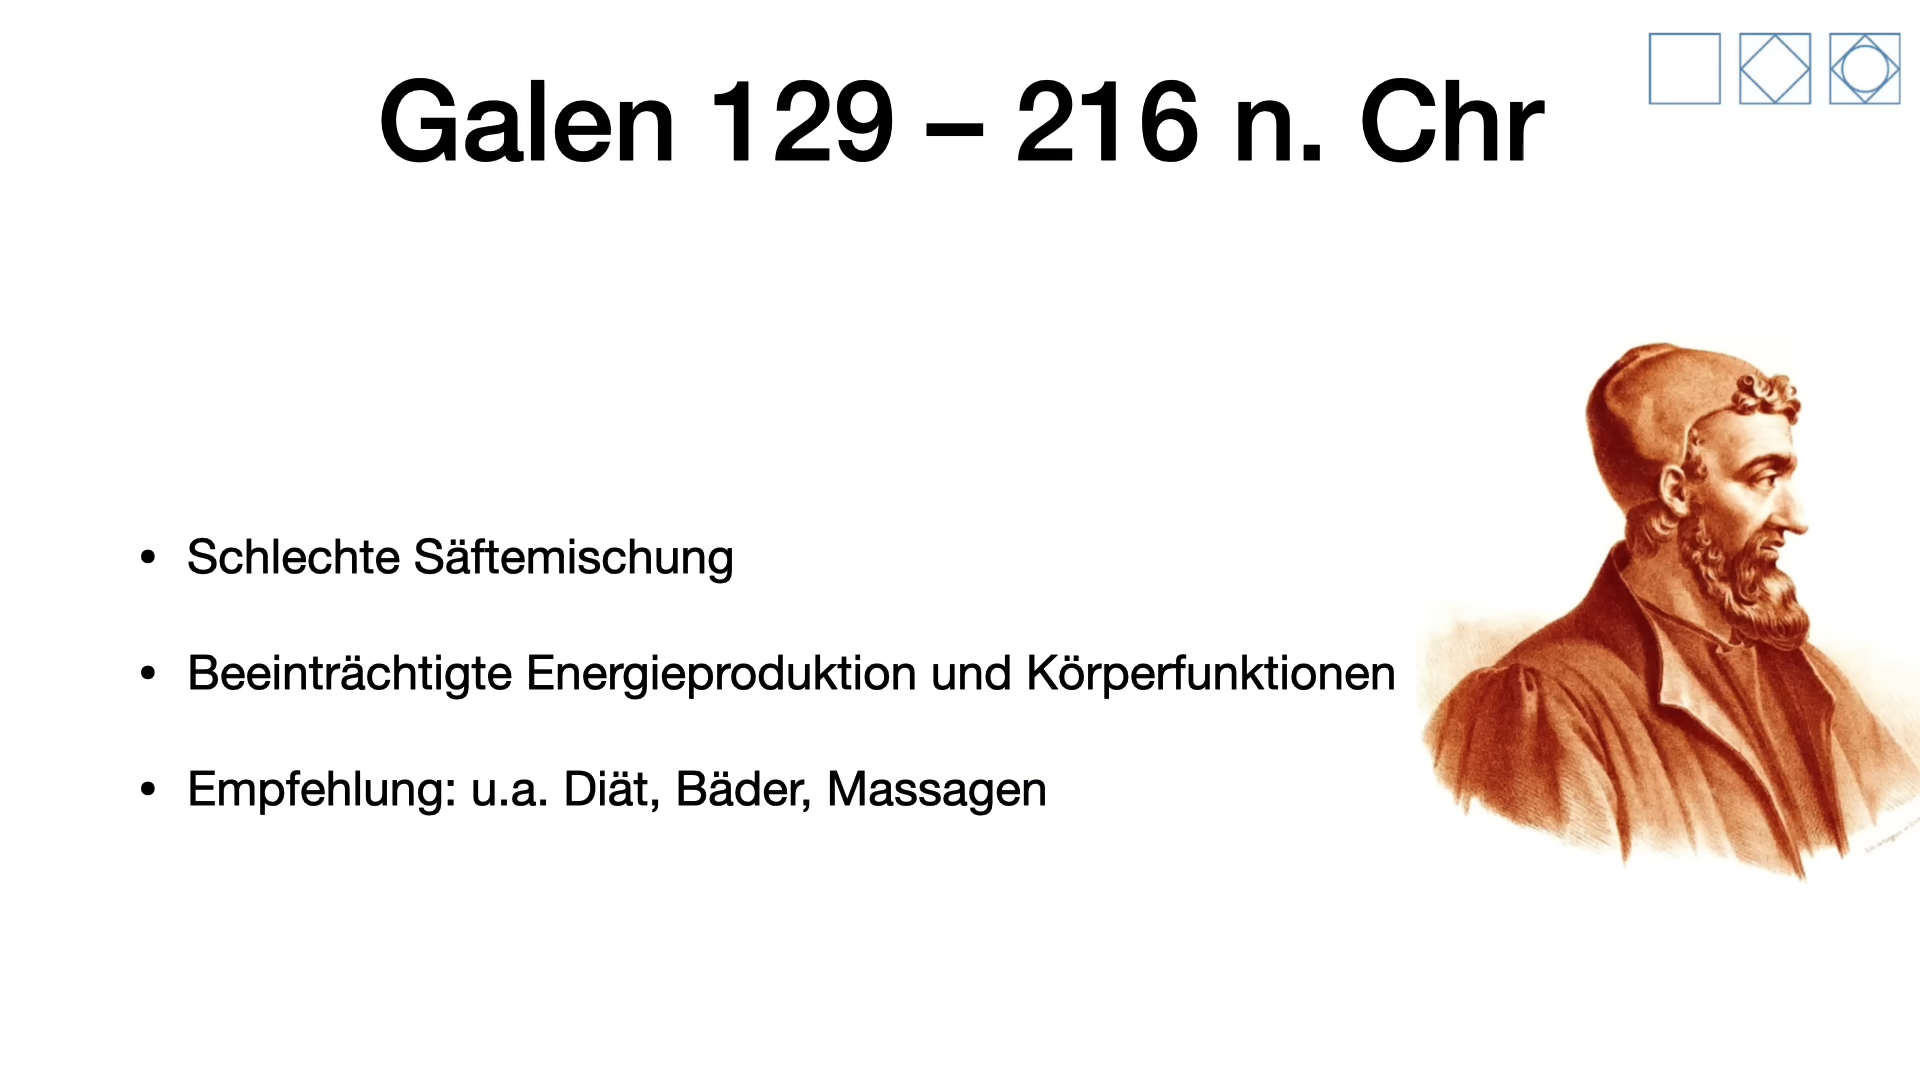 Galen 129 – 216 n. Chr
• Schlechte Säftemischung
• Beeinträchtigte Energieproduktion und Körperfunktionen
• Empfehlung: u.a. Diät, Bäder, Massagen